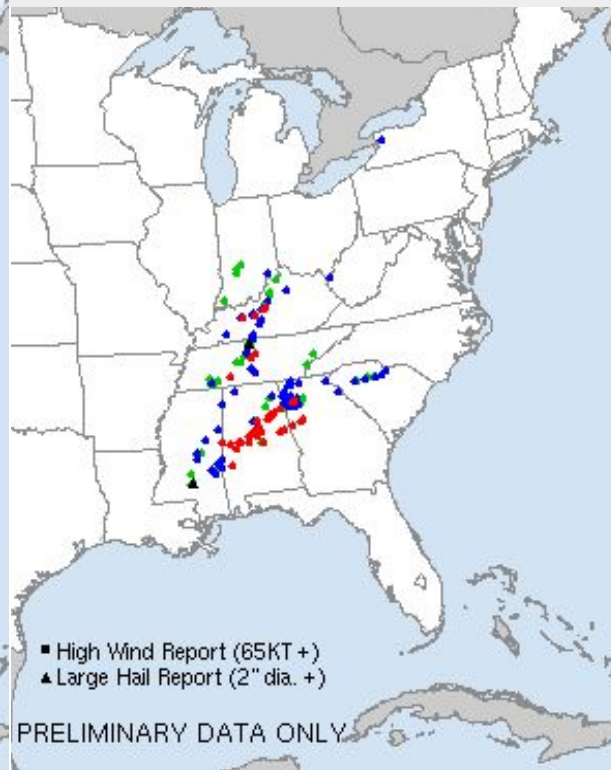 High Wind Report (65KT +)
Large Hail Report (2" dia. +)
PRELIMINARY DATA ONLY